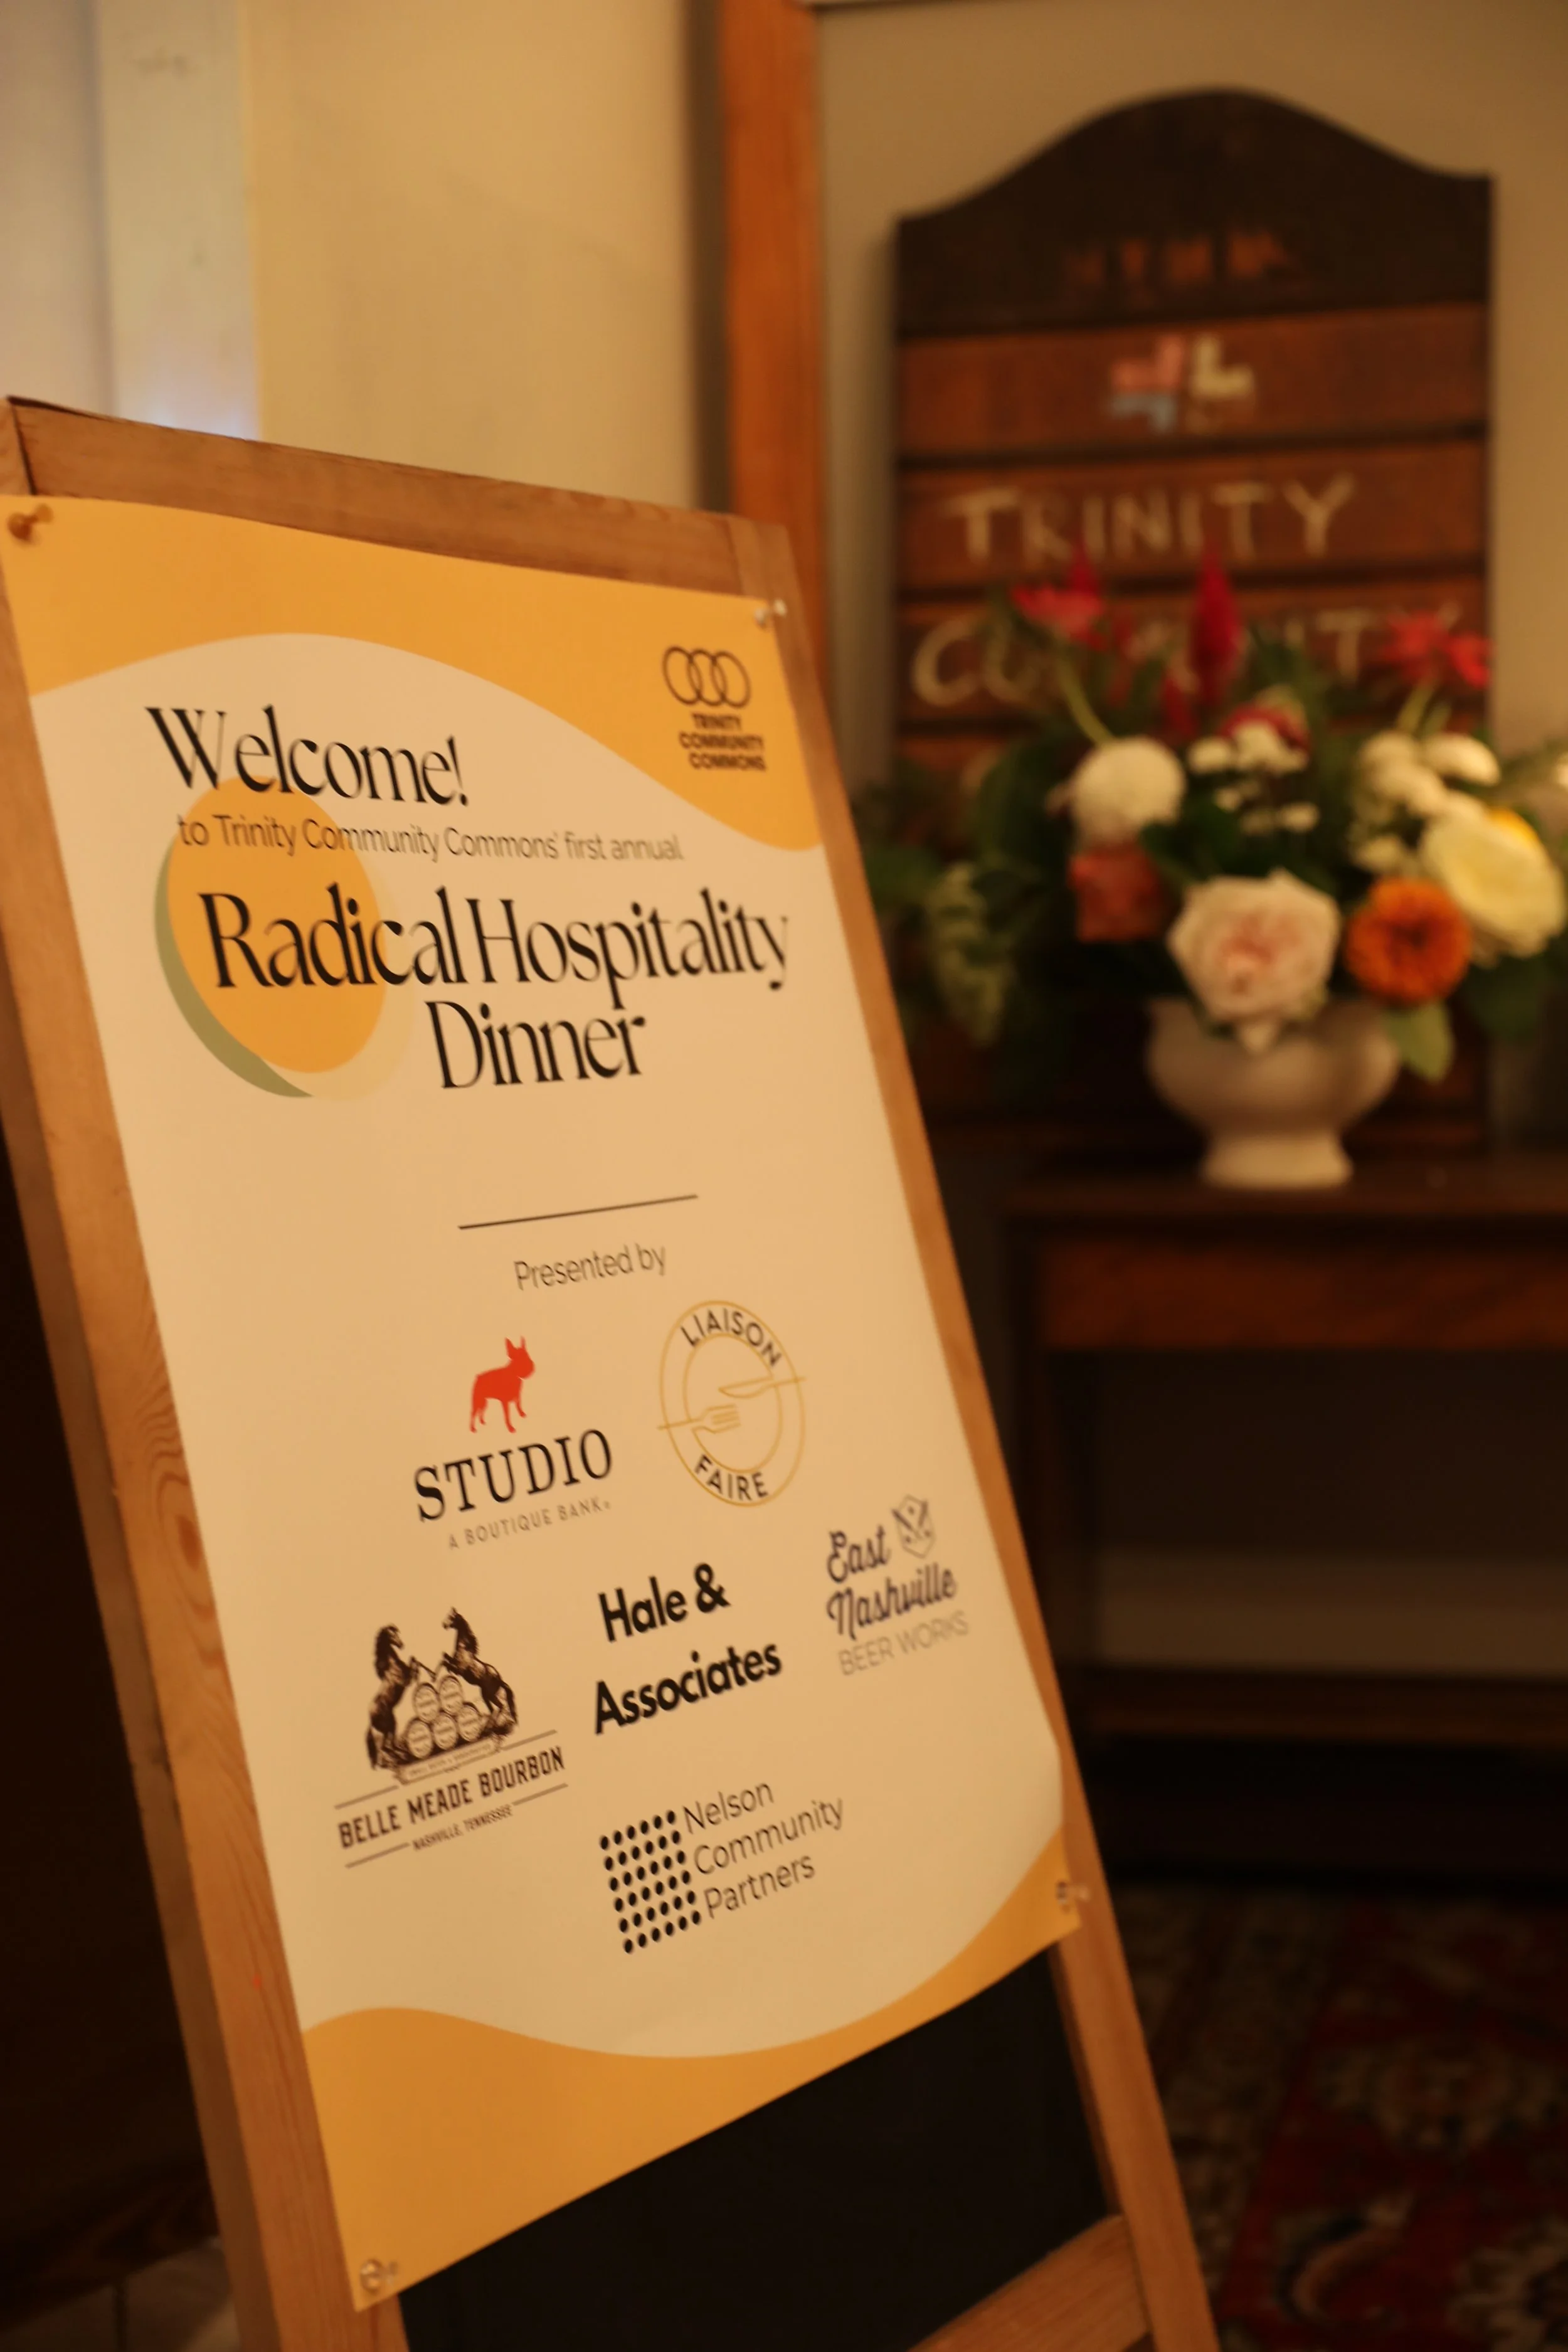 TRINITY
COMMUNITY
COMMONS
Welcome!
to Trinity Community Commons' first annual
Radical Hospitality
Dinner
Presented by
STUDIO
A BOUTIQUE BANK
LIAISON
FAIRE
BELLE MEADE BOURBON
NASHVILLE, TENNESSEE
Hale &
Associates
East
Nashville
BEER WORKS
Nelson
Community
Partners
TRINITY